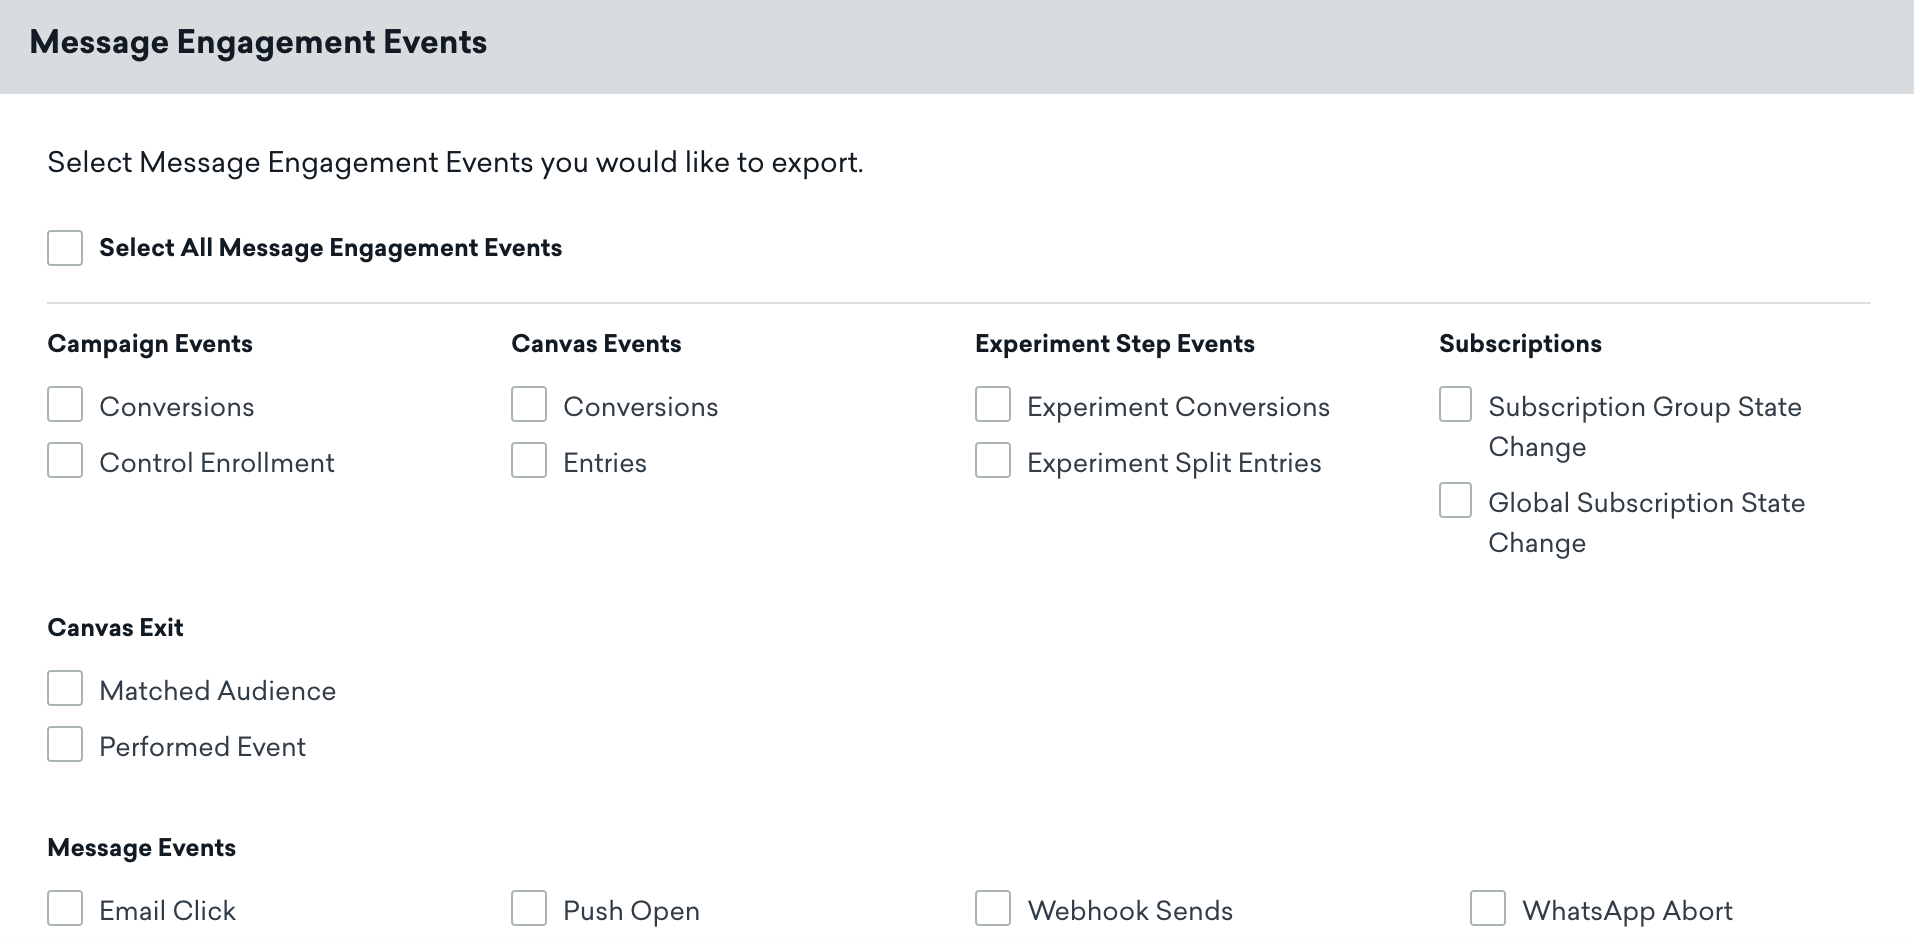 Message Engagement Events
Select Message Engagement Events you would like to export.
Select All Message Engagement Events
Campaign Events
Conversions
Control Enrollment
Canvas Events
Conversions
Entries
Experiment Step Events
Experiment Conversions
Experiment Split Entries
Subscriptions
Subscription Group State
Change
Global Subscription State
Change
Canvas Exit
Matched Audience
Performed Event
Message Events
Email Click
Push Open
Webhook Sends
WhatsApp Abort